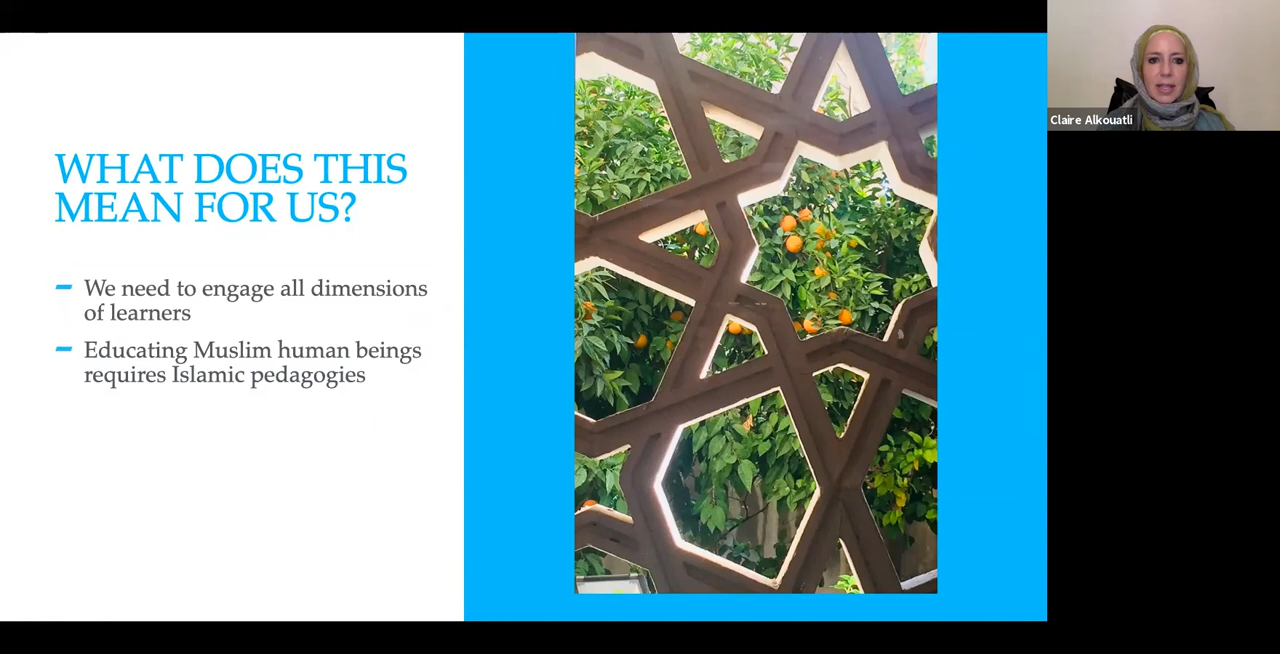 WHAT DOES THIS
MEAN FOR US?
We need to engage all dimensions
of learners
Educating Muslim human beings
requires Islamic pedagogies
Claire Alkouatli